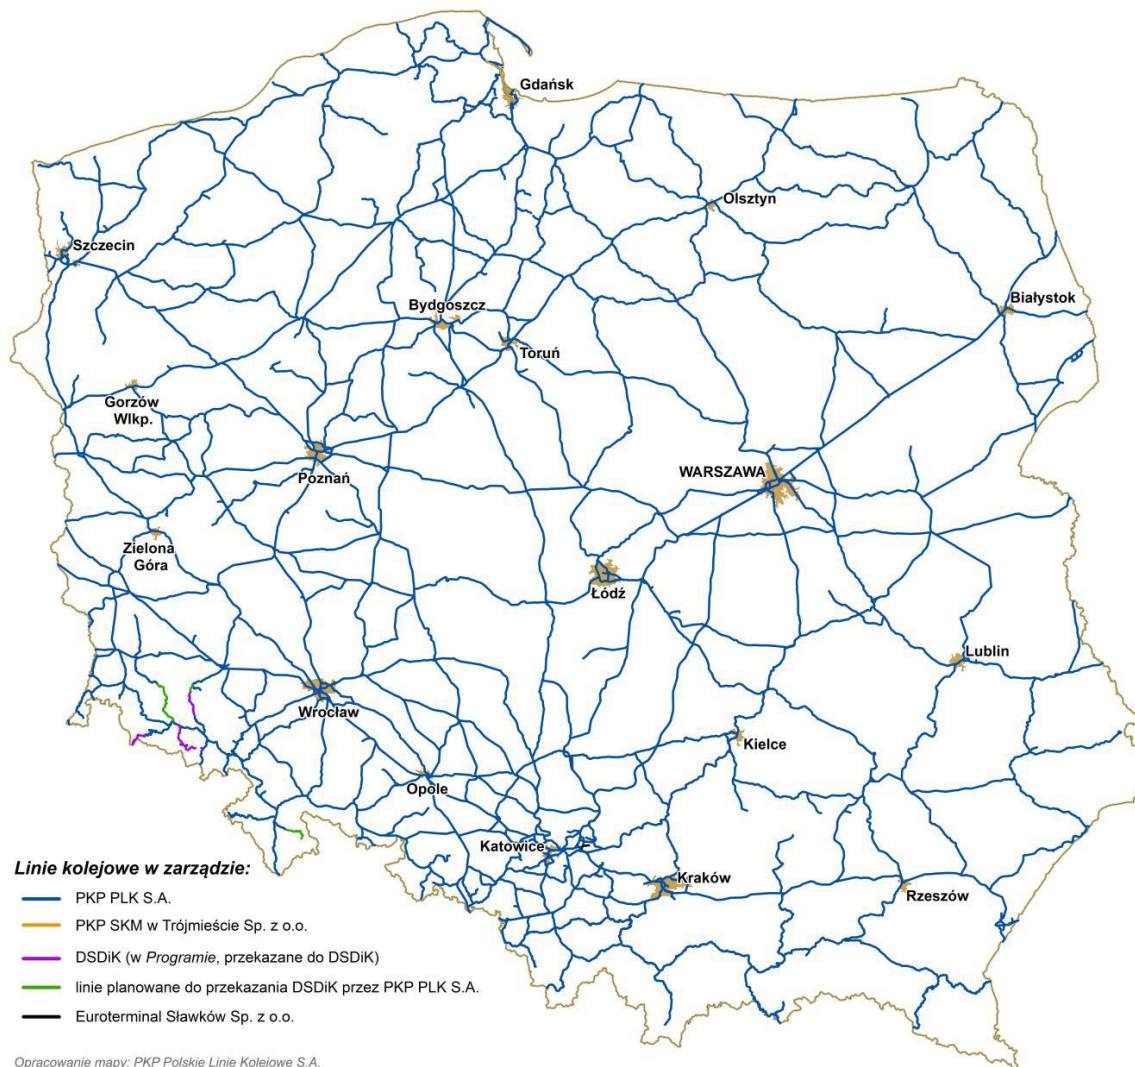 Gdańsk
Olsztyn
Szczecin
Białystok
Bydgoszcz
Toruń
Gorzów
Wlkp.
Poznań
WARSZAWA
Zielona
Góra
Łódź
Lublin
Wrocław
Kielce
Opole
Katowice
Kraków
Rzeszów
Linie kolejowe w zarządzie:
PKP PLK S.A.
PKP SKM w Trójmieście Sp. z o.o.
DSDiK (w Programie, przekazane do DSDiK)
linie planowane do przekazania DSDiK przez PKP PLK S.A.
Euroterminal Sławków Sp. z o.o.
Opracowanie mapy: PKP Polskie Linie Kolejowe S.A.